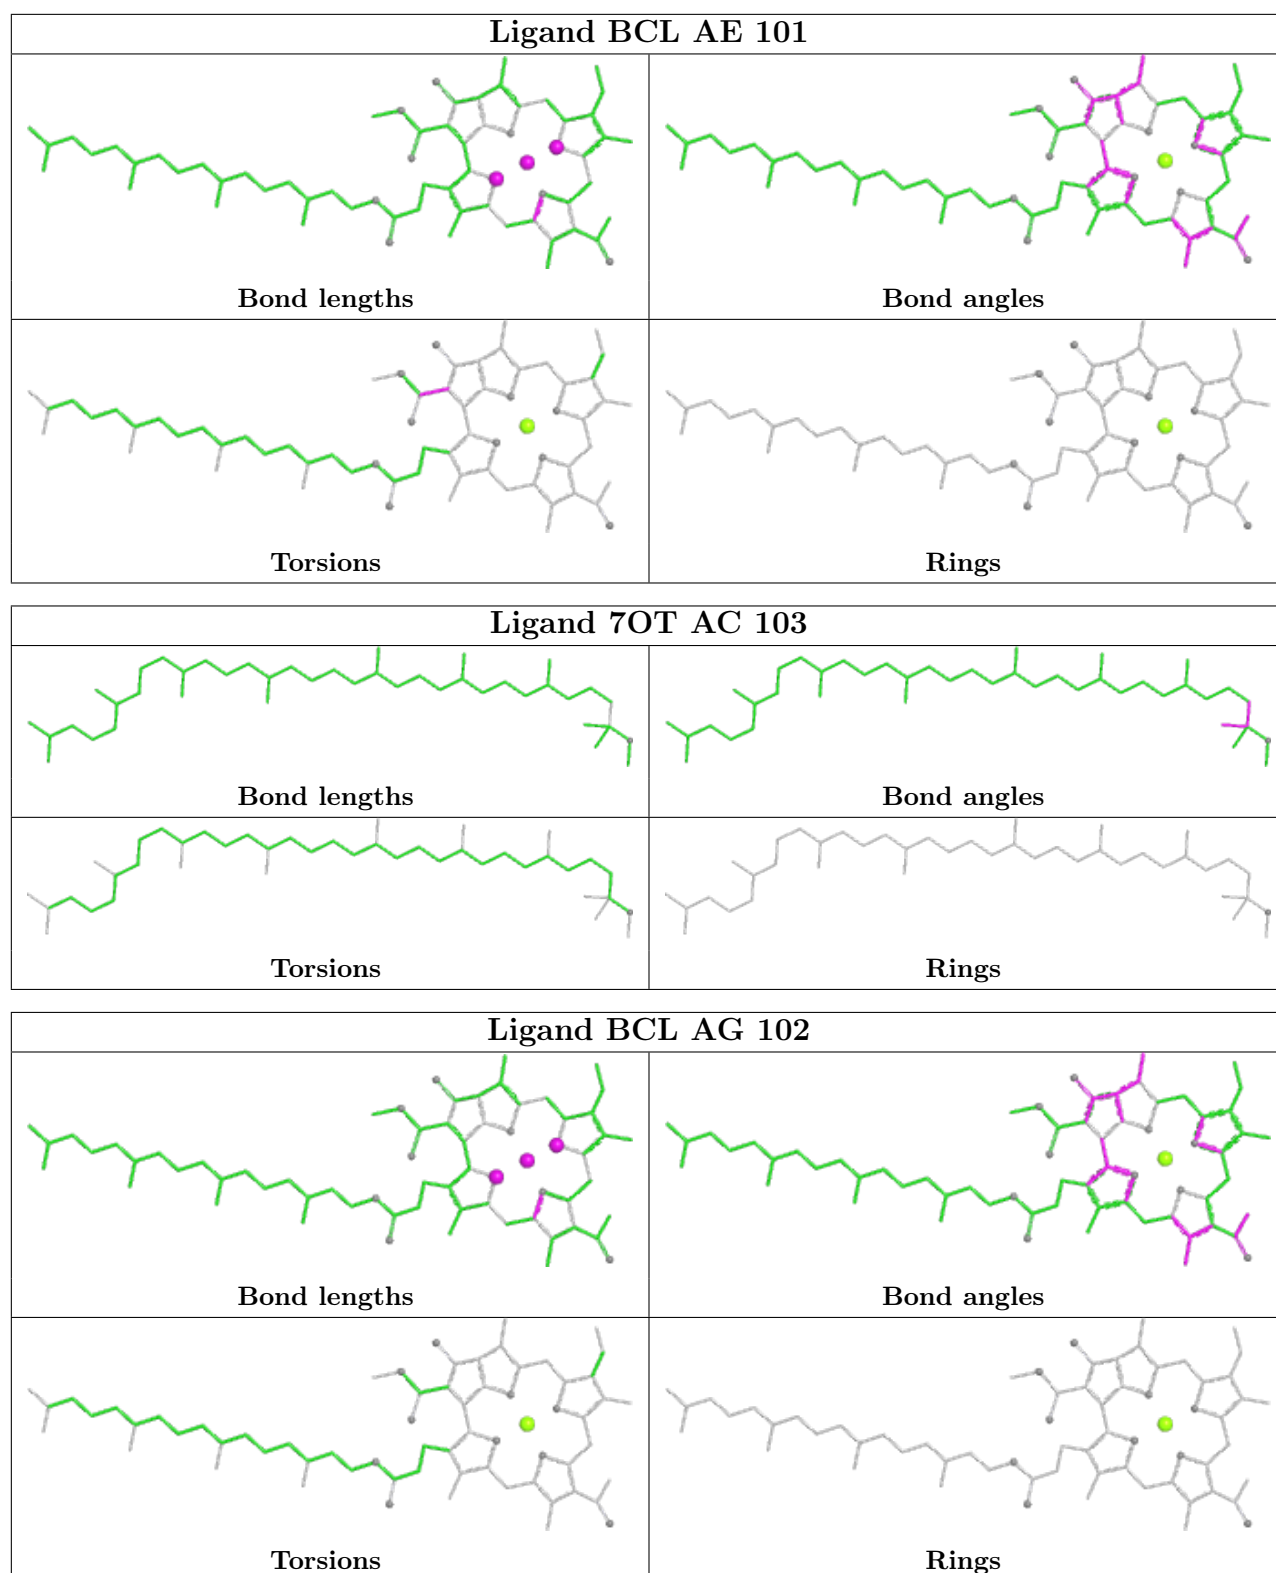 Ligand BCL AE 101
Bond lengths Bond angles
Torsions Rings
Ligand 7OT AC 103
Bond lengths Bond angles
Torsions Rings
Ligand BCL AG 102
Bond lengths Bond angles
Torsions Rings